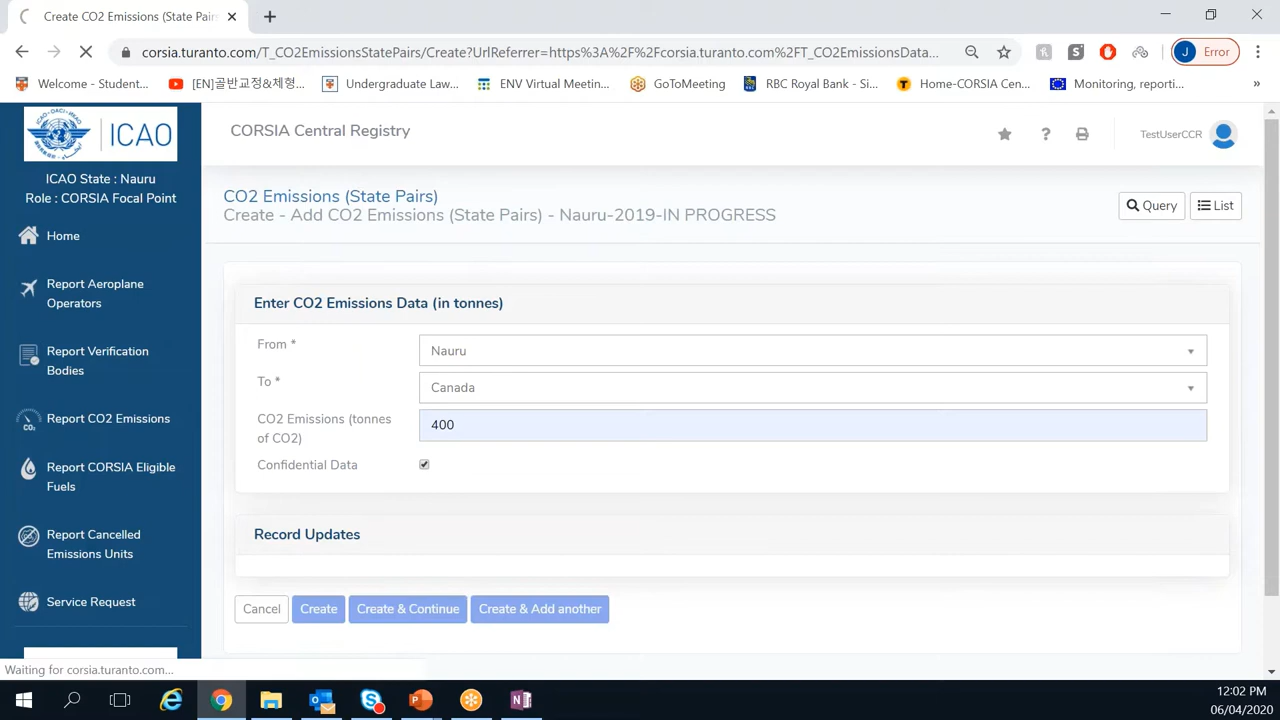 Create CO2 Emissions (State Pairs
corsia.turanto.com/T_CO2EmissionsStatePairs/Create?UrlReferrer=https%3A%2F%2Fcorsia.turanto.com%2FT_CO2EmissionsData...
J Error
Welcome - Student... [EN]골반교정&체형... Undergraduate Law... ENV Virtual Meetin... GoToMeeting RBC Royal Bank - Si... Home-CORSIA Cen... Monitoring, reporti... »
ICAO
CORSIA Central Registry
TestUserCCR
ICAO State : Nauru
Role : CORSIA Focal Point
Home
Report Aeroplane
Operators
Report Verification
Bodies
Report CO2 Emissions
Report CORSIA Eligible
Fuels
Report Cancelled
Emissions Units
Service Request
CO2 Emissions (State Pairs)
Create - Add CO2 Emissions (State Pairs) - Nauru-2019-IN PROGRESS
Query List
Enter CO2 Emissions Data (in tonnes)
From * Nauru
To * Canada
CO2 Emissions (tonnes
of CO2) 400
Confidential Data
Record Updates
Cancel Create Create & Continue Create & Add another
Waiting for corsia.turanto.com...
12:02 PM
06/04/2020